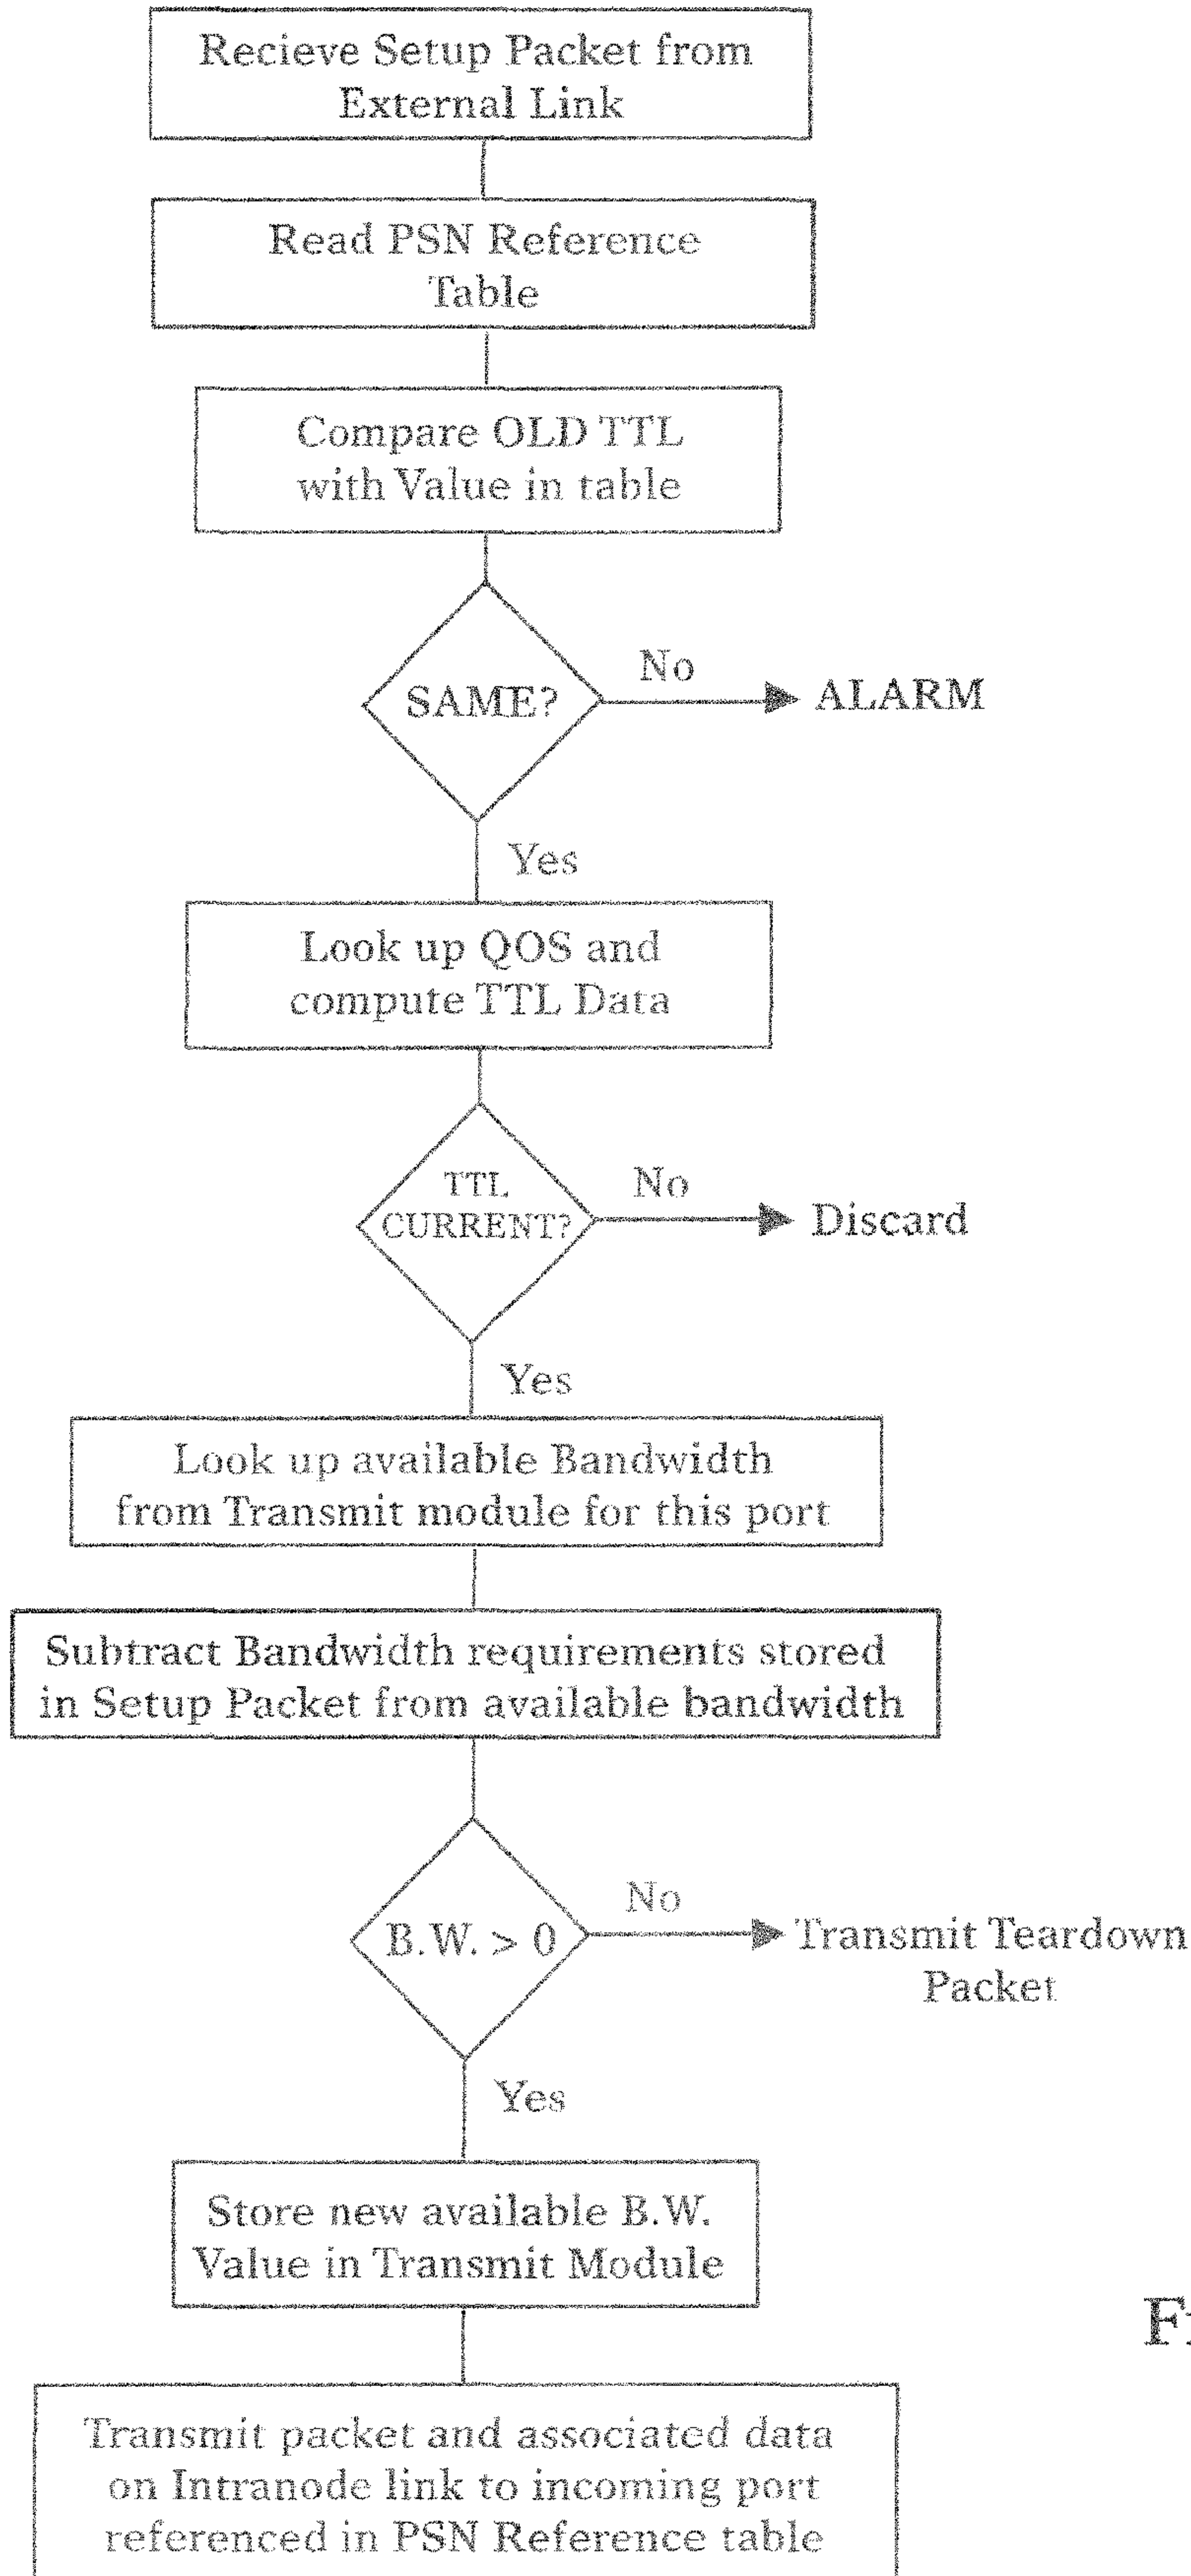 Recieve Setup Packet from
External Link
Read PSN Reference
Table
Compare OLD TTL
with Value in table
SAME?
No
ALARM
Yes
Look up QOS and
compute TTL Data
TTL
CURRENT?
No
Discard
Yes
Look up available Bandwidth
from Transmit module for this port
Subtract Bandwidth requirements stored
in Setup Packet from available bandwidth
B.W. > 0
No
Transmit Teardown
Packet
Yes
Store new available B.W.
Value in Transmit Module
Transmit packet and associated data
on Intranode link to incoming port
referenced in PSN Reference table